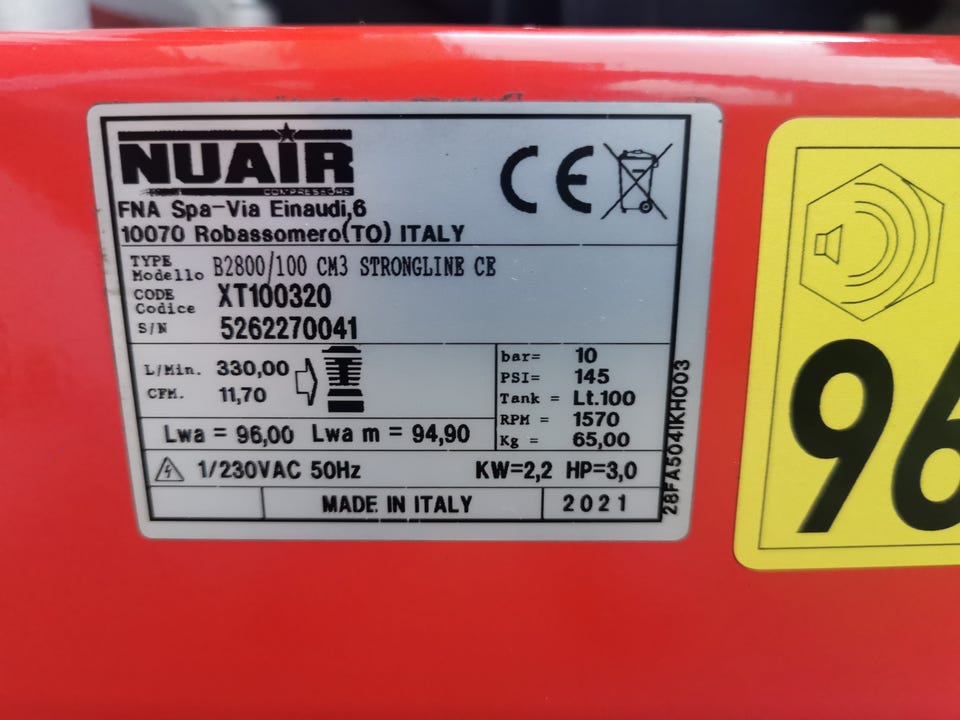 NUAIR
COMPRESSORS
FNA Spa-Via Einaudi,6
10070 Robassomero(TO) ITALY
TYPE
Modello B2800/100 CM3 STRONGLINE CE
CODE
Codice XT100320
S/N 5262270041
L/Min. 330,00
CFM. 11,70
bar= 10
PSI= 145
Tank = Lt.100
RPM = 1570
Kg = 65,00
Lwa = 96,00 Lwa m = 94,90
1/230VAC 50Hz KW=2,2 HP=3,0
MADE IN ITALY 2021
28FA504IKH003
CE
96